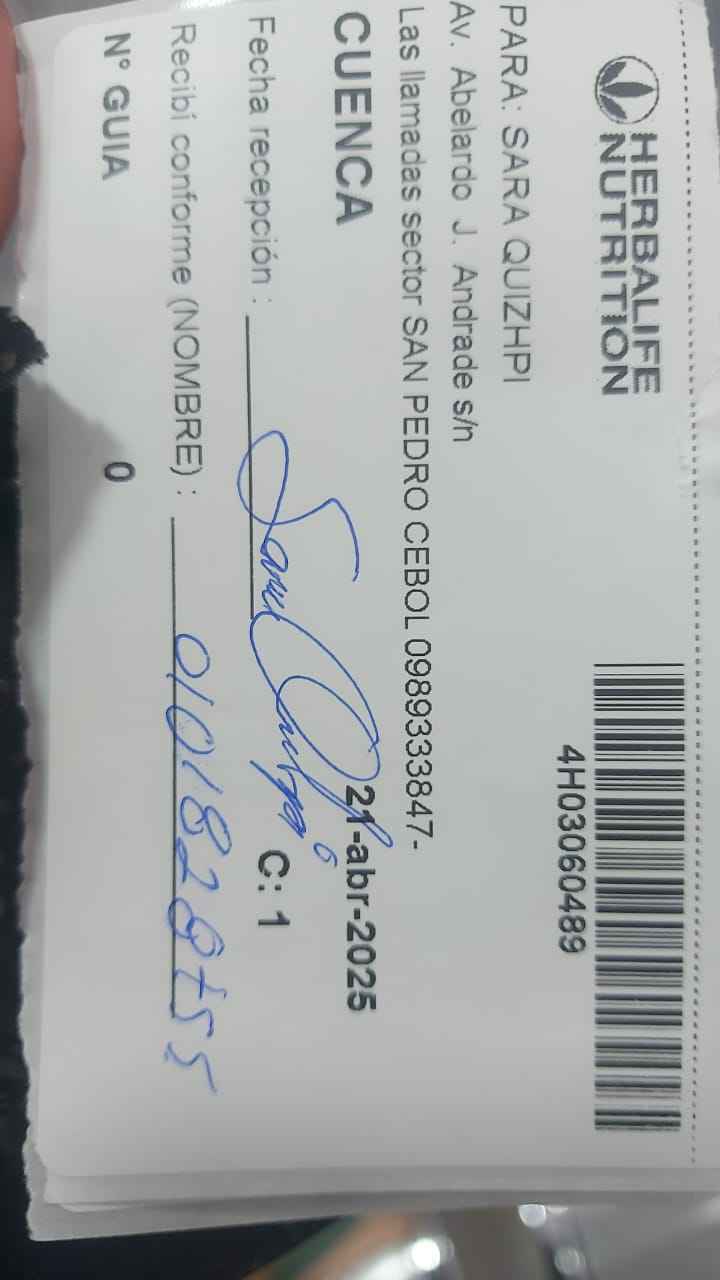 HERBALIFE
NUTRITION
4H03060489
PARA: SARA QUIZHPI
Av. Abelardo J. Andrade s/n
Las llamadas sector SAN PEDRO CEBOL 0989333847-
CUENCA
21-abr-2025
Fecha recepción :
C: 1
Recibí conforme (NOMBRE) : 0101828755
N° GUIA 0